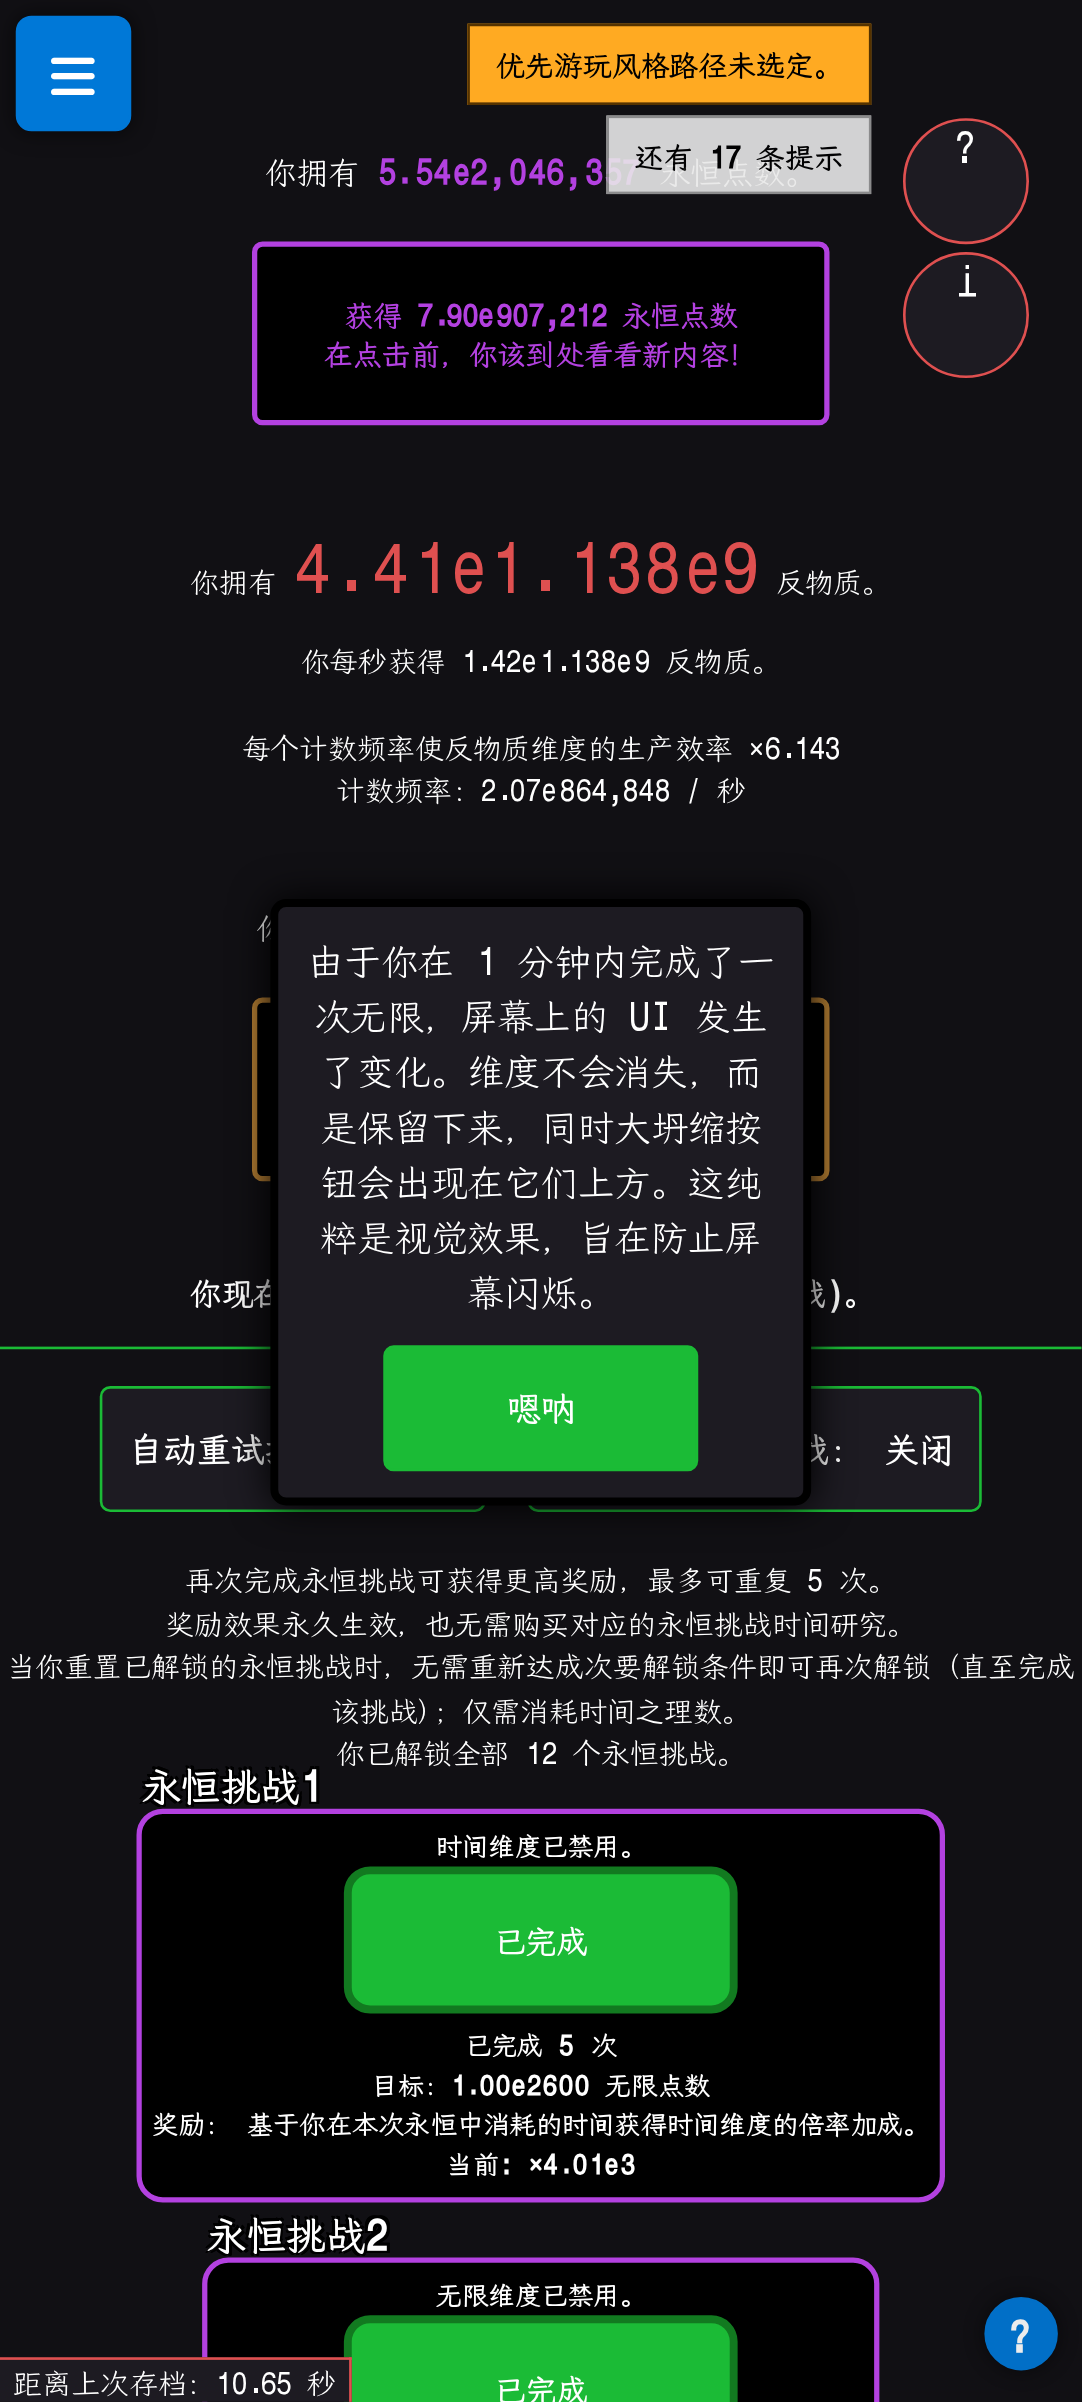 优先游玩风格路径未选定。
还有 17 条提示
?
i
你拥有 5.54e2,046,357 永恒点数。
获得 7.90e907,212 永恒点数
在点击前，你该到处看看新内容！
你拥有 4.41e1.138e9 反物质。
你每秒获得 1.42e1.138e9 反物质。
每个计数频率使反物质维度的生产效率 ×6.143
计数频率：2.07e864,848 / 秒
由于你在 1 分钟内完成了一
次无限，屏幕上的 UI 发生
了变化。维度不会消失，而
是保留下来，同时大坍缩按
钮会出现在它们上方。这纯
粹是视觉效果，旨在防止屏
幕闪烁。
嗯呐
你现在 戏)。
自动重试 战： 关闭
再次完成永恒挑战可获得更高奖励，最多可重复 5 次。
奖励效果永久生效，也无需购买对应的永恒挑战时间研究。
当你重置已解锁的永恒挑战时，无需重新达成次要解锁条件即可再次解锁（直至完成
该挑战）；仅需消耗时间之理数。
你已解锁全部 12 个永恒挑战。
永恒挑战1
时间维度已禁用。
已完成
已完成 5 次
目标：1.00e2600 无限点数
奖励： 基于你在本次永恒中消耗的时间获得时间维度的倍率加成。
当前：×4.01e3
永恒挑战2
无限维度已禁用。
已完成
?
距离上次存档：10.65 秒